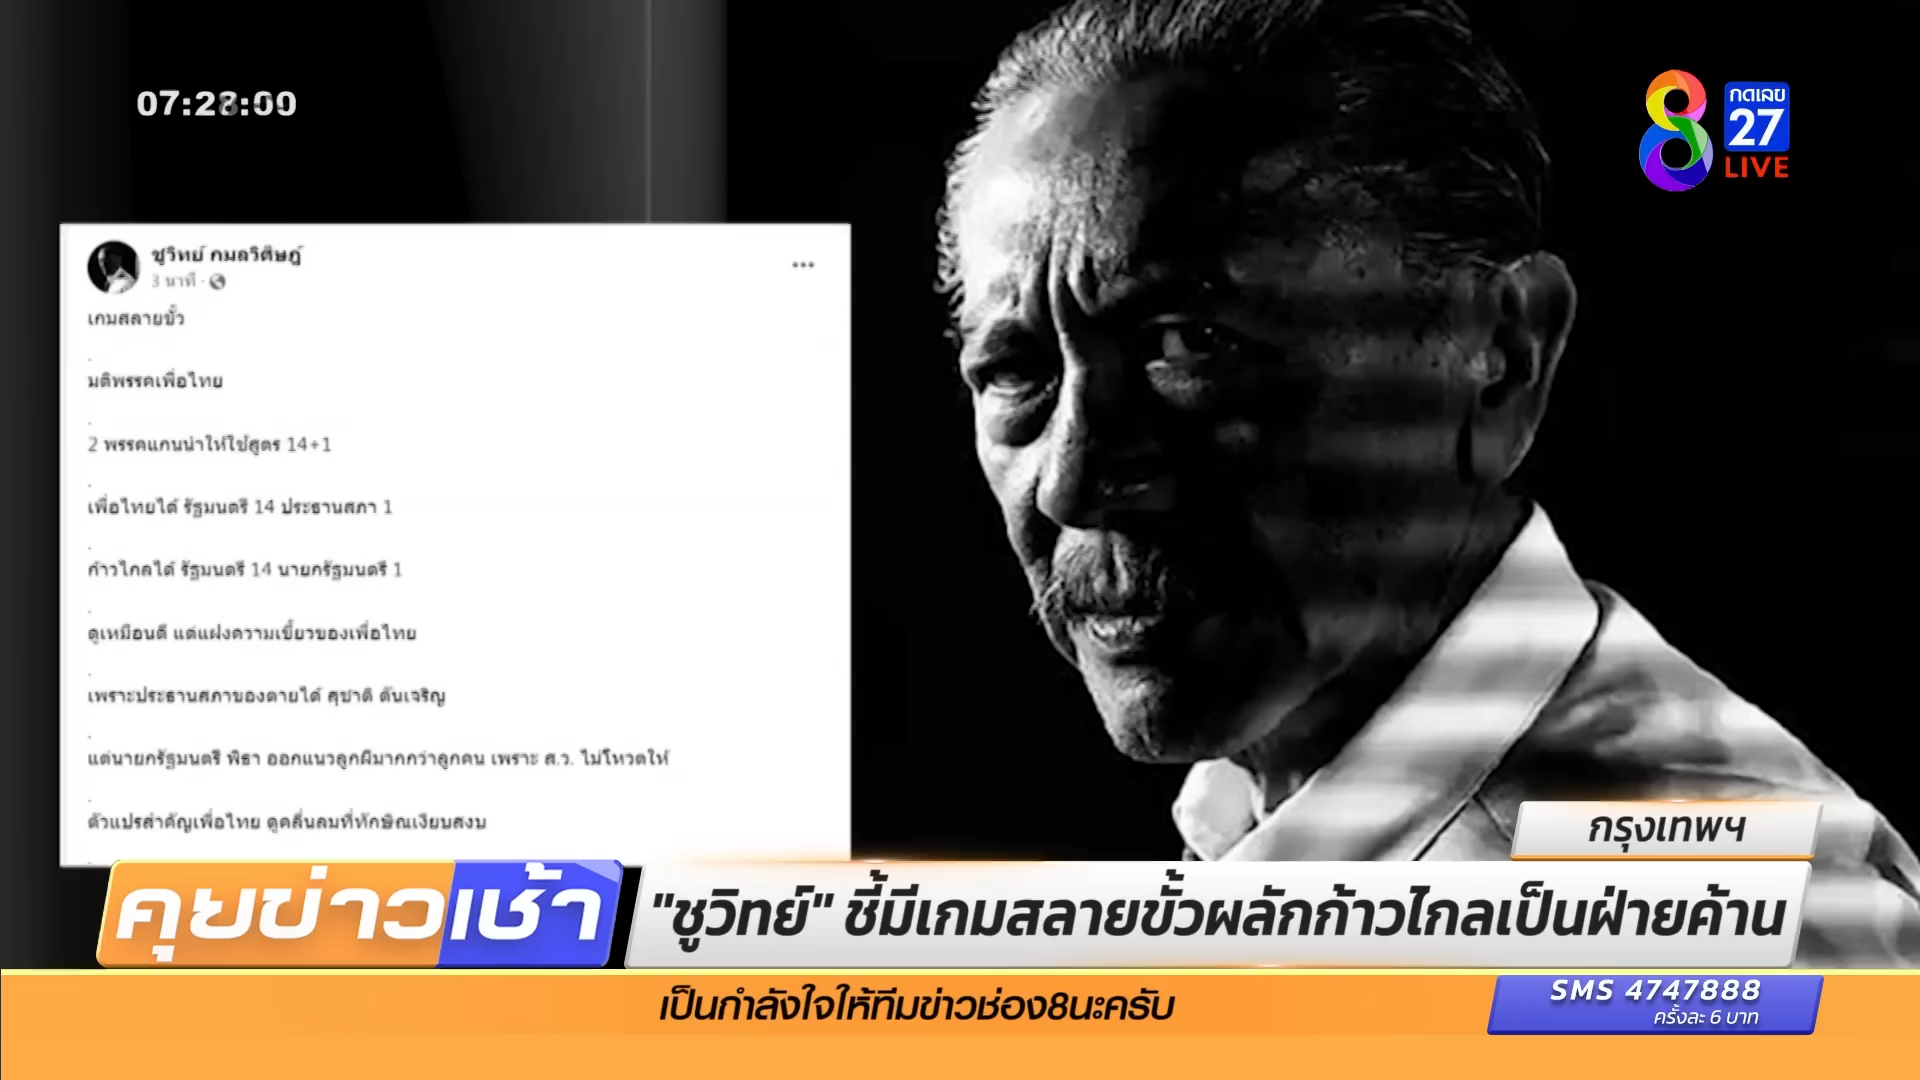 07:28:00
กดเลข
27
LIVE
ชูวิทย์ กมลวิศิษฎ์
3 นาที ·
เกมสลายขั้ว
.
มติพรรคเพื่อไทย
.
2 พรรคแกนนำให้ใช้สูตร 14+1
.
เพื่อไทยได้ รัฐมนตรี 14 ประธานสภา 1
.
ก้าวไกลได้ รัฐมนตรี 14 นายกรัฐมนตรี 1
.
ดูเหมือนดี แต่แฝงความเขี้ยวของเพื่อไทย
.
เพราะประธานสภาของตายได้ สุชาติ ตันเจริญ
.
แต่นายกรัฐมนตรี พิธา ออกแนวลูกผีมากกว่าลูกคน เพราะ ส.ว. ไม่โหวตให้
.
ตัวแปรสำคัญเพื่อไทย ดูคลื่นลมที่ทักษิณเงียบสงบ
.
กรุงเทพฯ
คุยข่าวเช้า
"ชูวิทย์" ชี้มีเกมสลายขั้วผลักก้าวไกลเป็นฝ่ายค้าน
เป็นกำลังใจให้ทีมข่าวช่อง8นะครับ
SMS 4747888
ครั้งละ 6 บาท